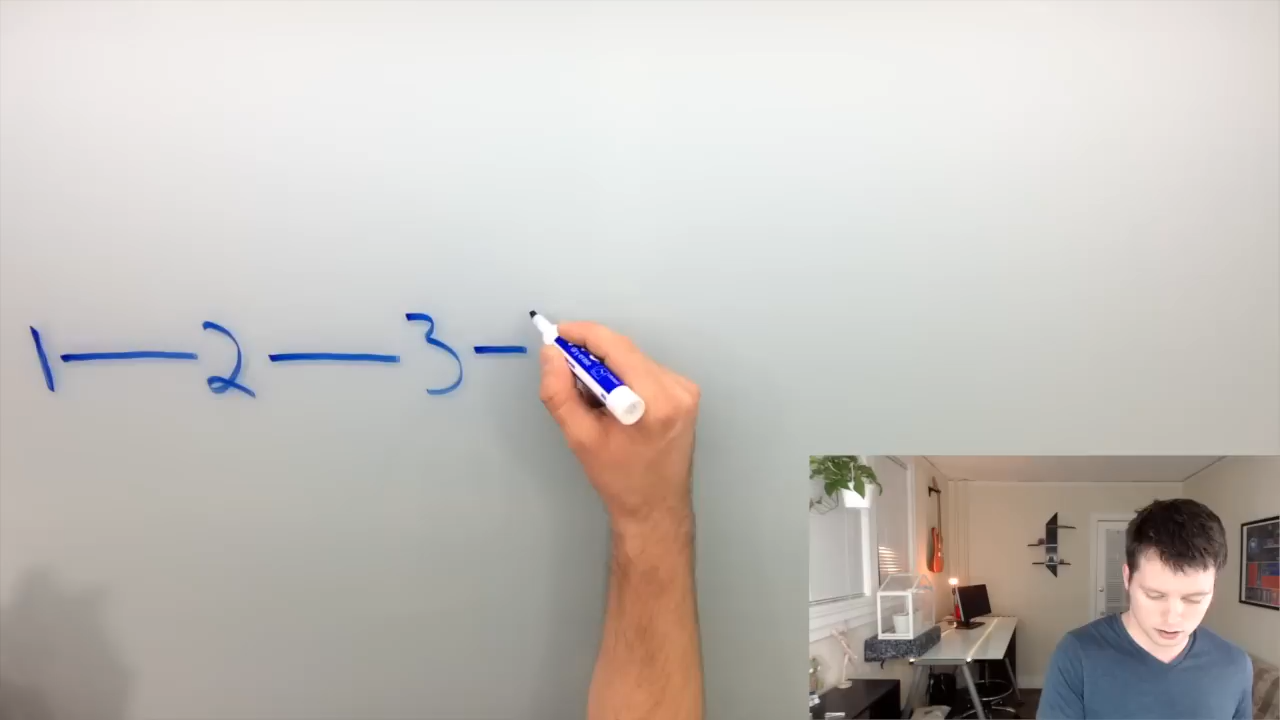 1 — 2 — 3 —